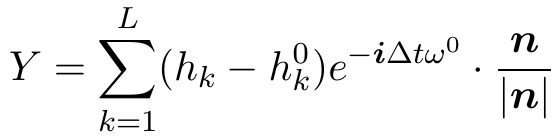 $Y = \sum_{k=1}^{L} (h_k - h_k^0) e^{-\boldsymbol{i} \Delta t \omega^0} \cdot \frac{\boldsymbol{n}}{|\boldsymbol{n}|}$